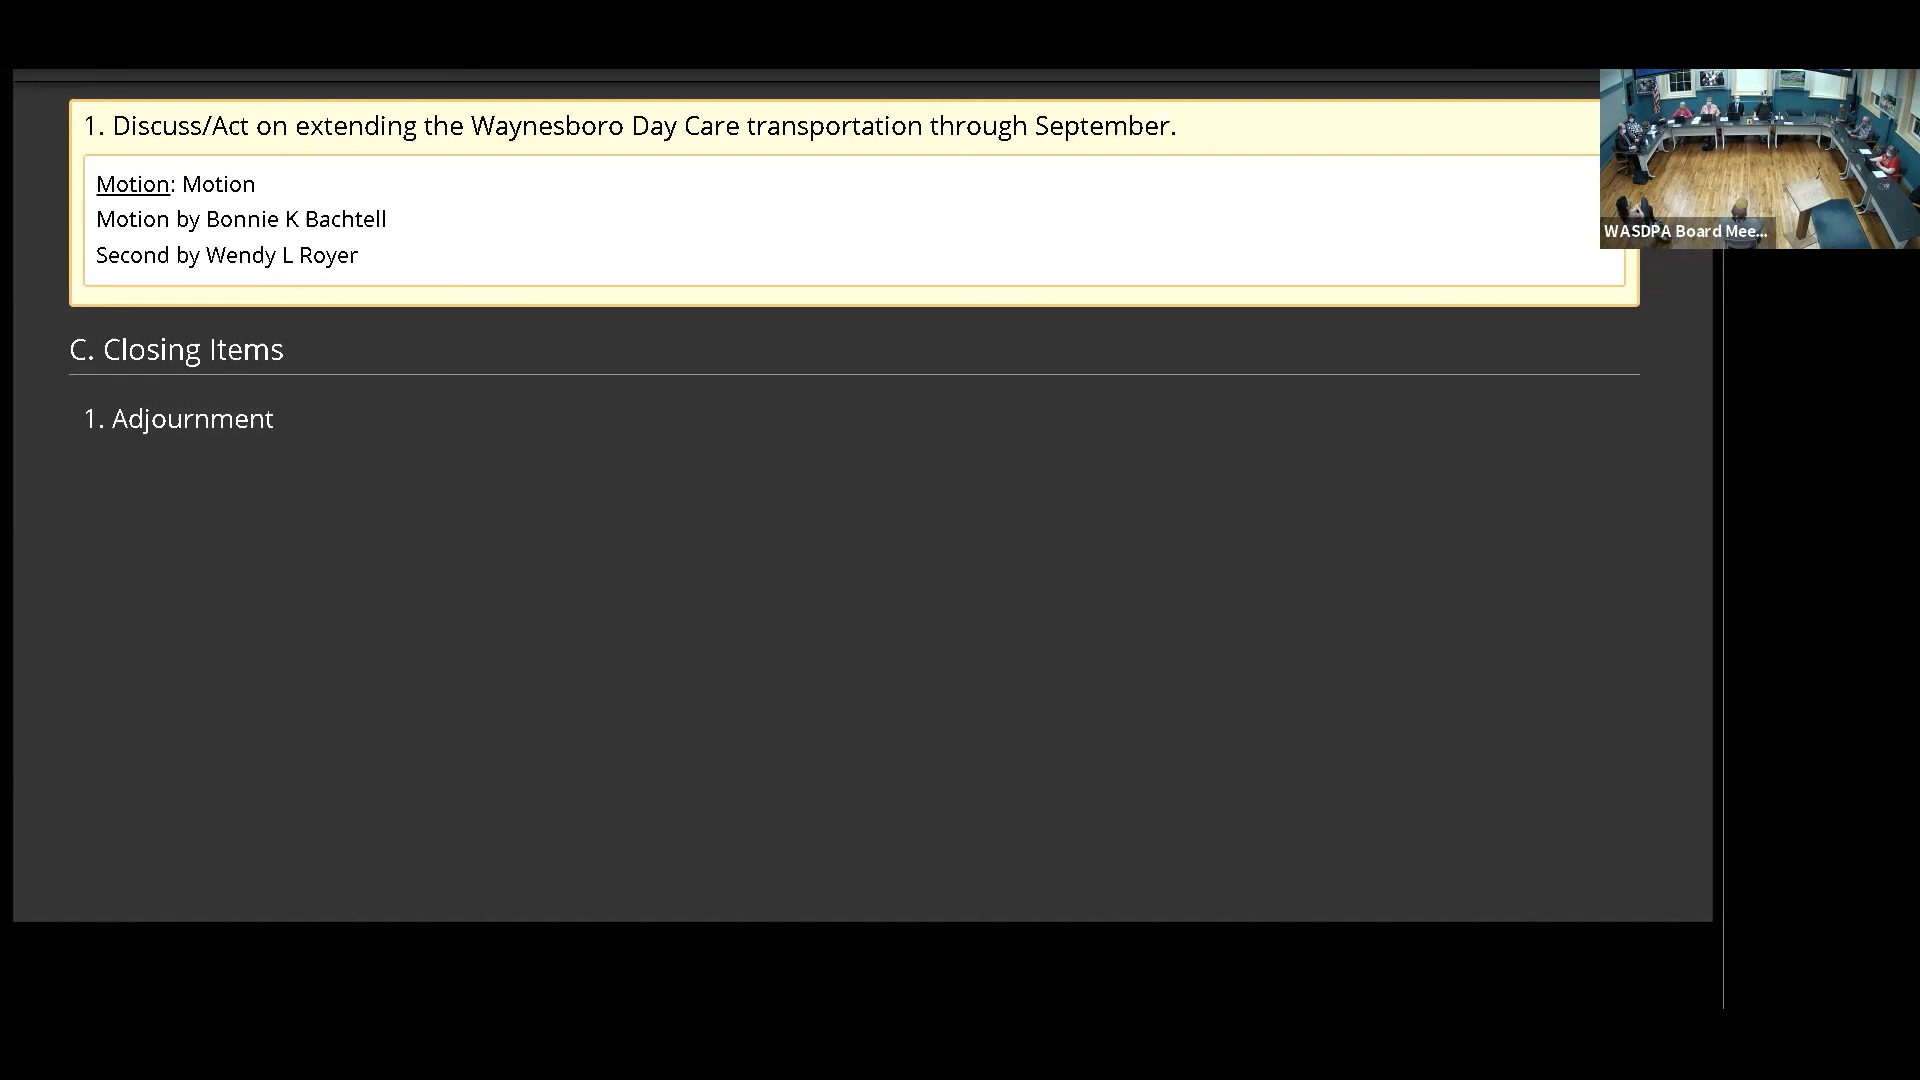 1. Discuss/Act on extending the Waynesboro Day Care transportation through September.
Motion: Motion
Motion by Bonnie K Bachtell
Second by Wendy L Royer
WASDPA Board Mee...
C. Closing Items
1. Adjournment